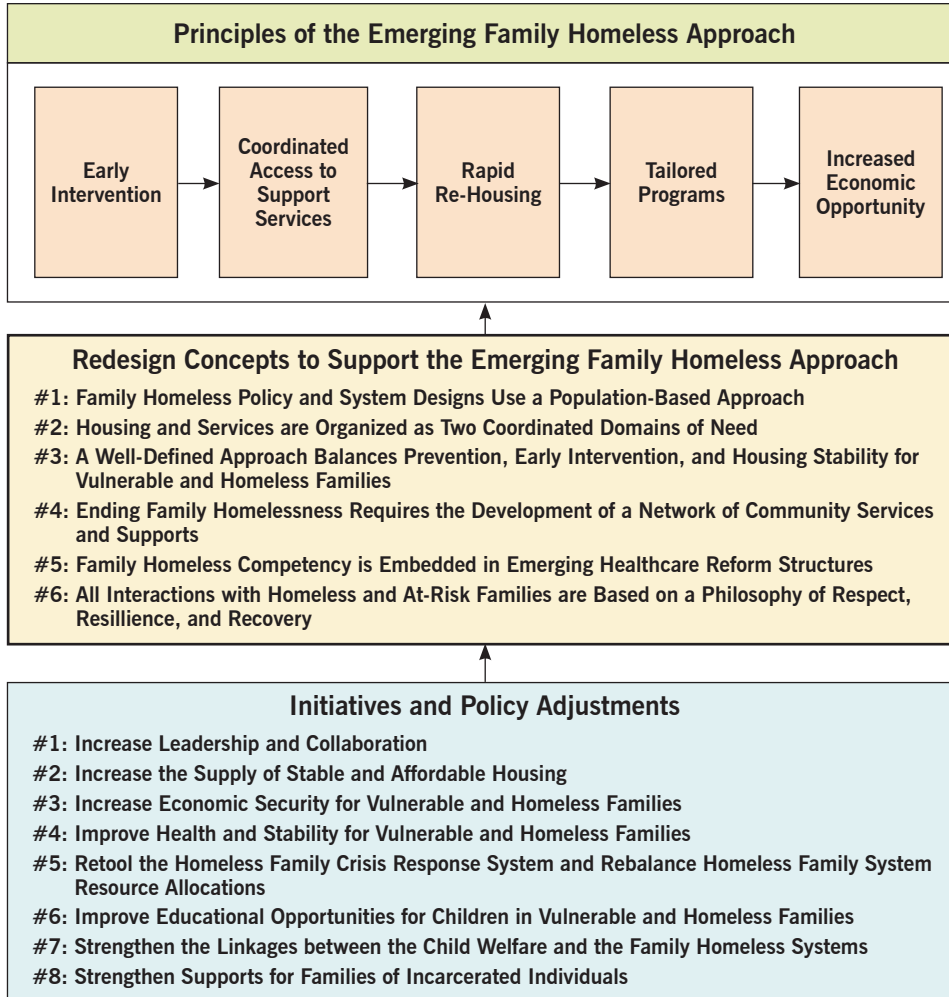 Principles of the Emerging Family Homeless Approach
Early
Intervention
Coordinated
Access to
Support
Services
Rapid
Re-Housing
Tailored
Programs
Increased
Economic
Opportunity
Redesign Concepts to Support the Emerging Family Homeless Approach
#1: Family Homeless Policy and System Designs Use a Population-Based Approach
#2: Housing and Services are Organized as Two Coordinated Domains of Need
#3: A Well-Defined Approach Balances Prevention, Early Intervention, and Housing Stability for
Vulnerable and Homeless Families
#4: Ending Family Homelessness Requires the Development of a Network of Community Services
and Supports
#5: Family Homeless Competency is Embedded in Emerging Healthcare Reform Structures
#6: All Interactions with Homeless and At-Risk Families are Based on a Philosophy of Respect,
Resillience, and Recovery
Initiatives and Policy Adjustments
#1: Increase Leadership and Collaboration
#2: Increase the Supply of Stable and Affordable Housing
#3: Increase Economic Security for Vulnerable and Homeless Families
#4: Improve Health and Stability for Vulnerable and Homeless Families
#5: Retool the Homeless Family Crisis Response System and Rebalance Homeless Family System
Resource Allocations
#6: Improve Educational Opportunities for Children in Vulnerable and Homeless Families
#7: Strengthen the Linkages between the Child Welfare and the Family Homeless Systems
#8: Strengthen Supports for Families of Incarcerated Individuals